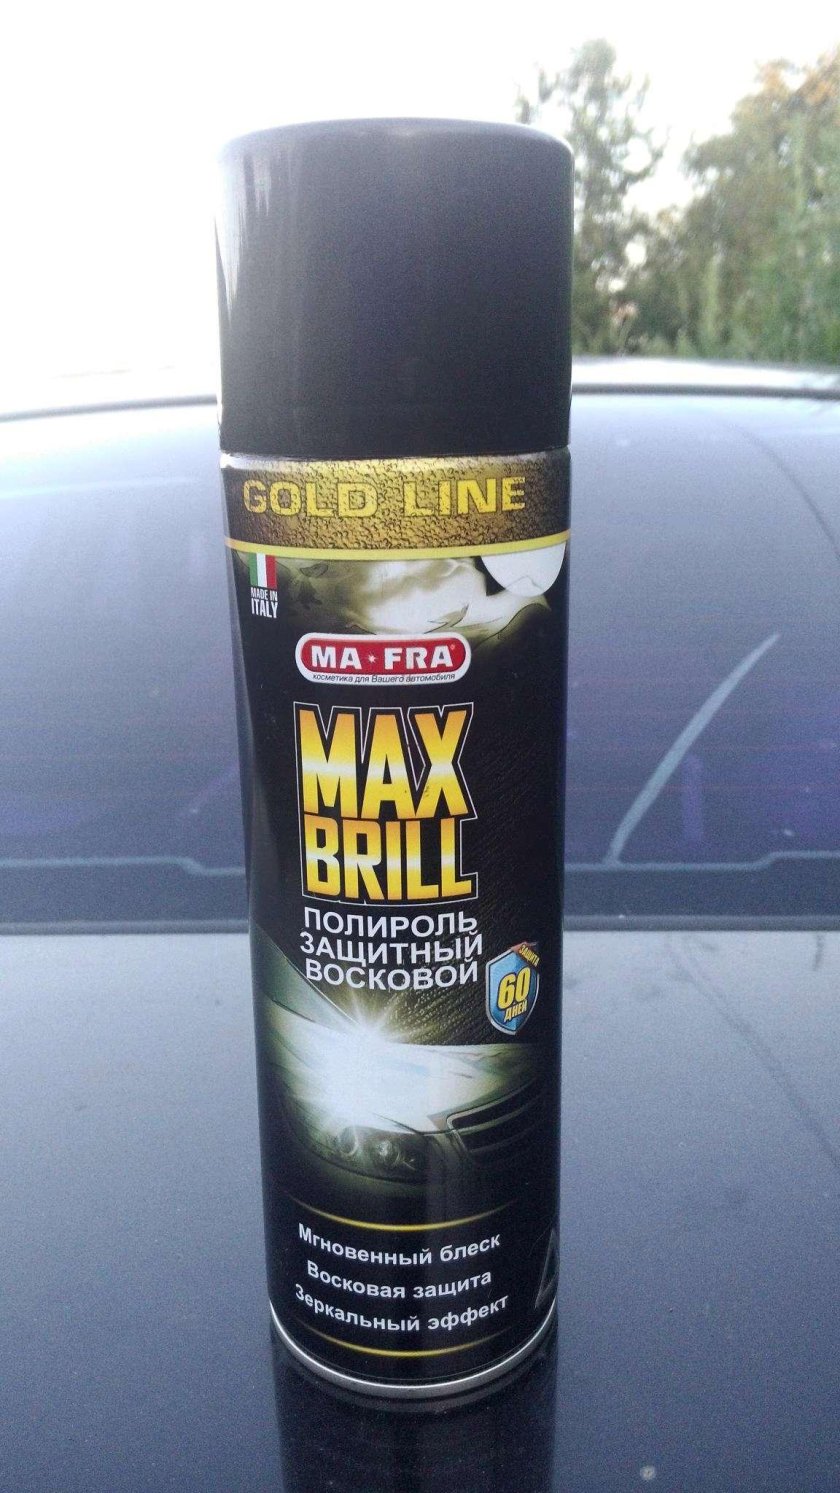 GOLD LINE
MADE IN
ITALY
MA FRA
косметика для Вашего автомобиля
MAX
BRILL
ПОЛИРОЛЬ
ЗАЩИТНЫЙ
ВОСКОВОЙ
ЗАЩИТА
60
ДНЕЙ
Мгновенный блеск
Восковая защита
Зеркальный эффект